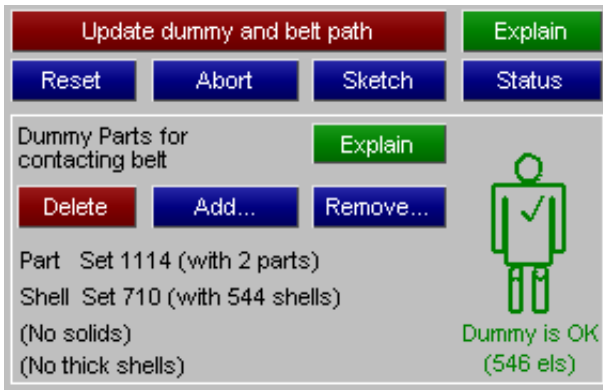 Update dummy and belt path
Explain
Reset
Abort
Sketch
Status
Dummy Parts for
contacting belt
Explain
Delete
Add...
Remove...
Part Set 1114 (with 2 parts)
Shell Set 710 (with 544 shells)
(No solids)
(No thick shells)
Dummy is OK
(546 els)